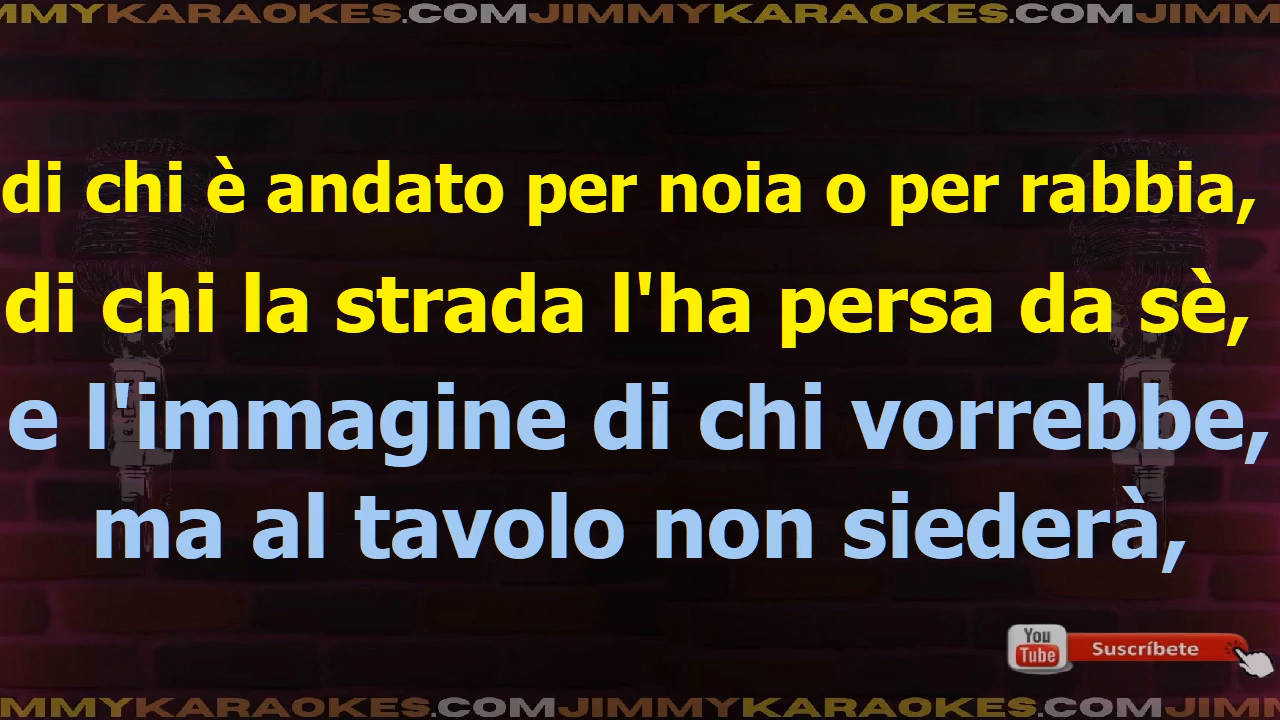 MMYKARAOKES.COMJIMMYKARAOKES.COMJIMM
di chi è andato per noia o per rabbia,
di chi la strada l'ha persa da sè,
e l'immagine di chi vorrebbe,
ma al tavolo non siederà,
You
Tube
Suscríbete
MMYKARAOKES.COMJIMMYKARAOKES.COMJIMM